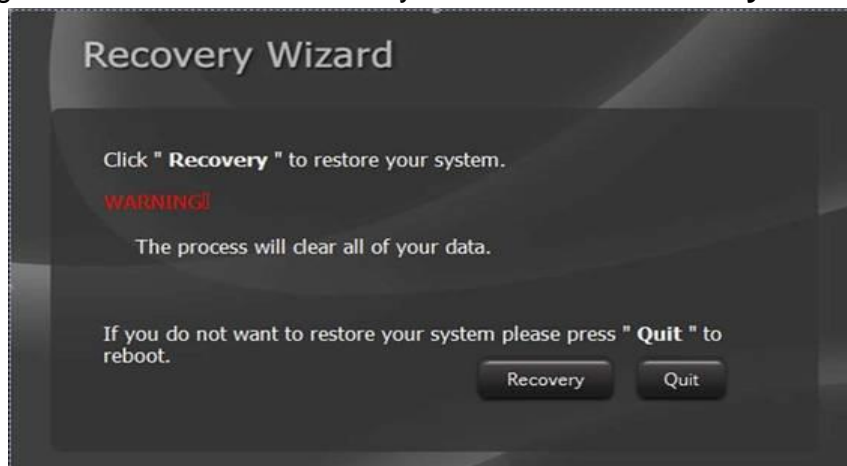 Recovery Wizard
Click " Recovery " to restore your system.
WARNING
The process will clear all of your data.
If you do not want to restore your system please press " Quit " to
reboot.
Recovery
Quit